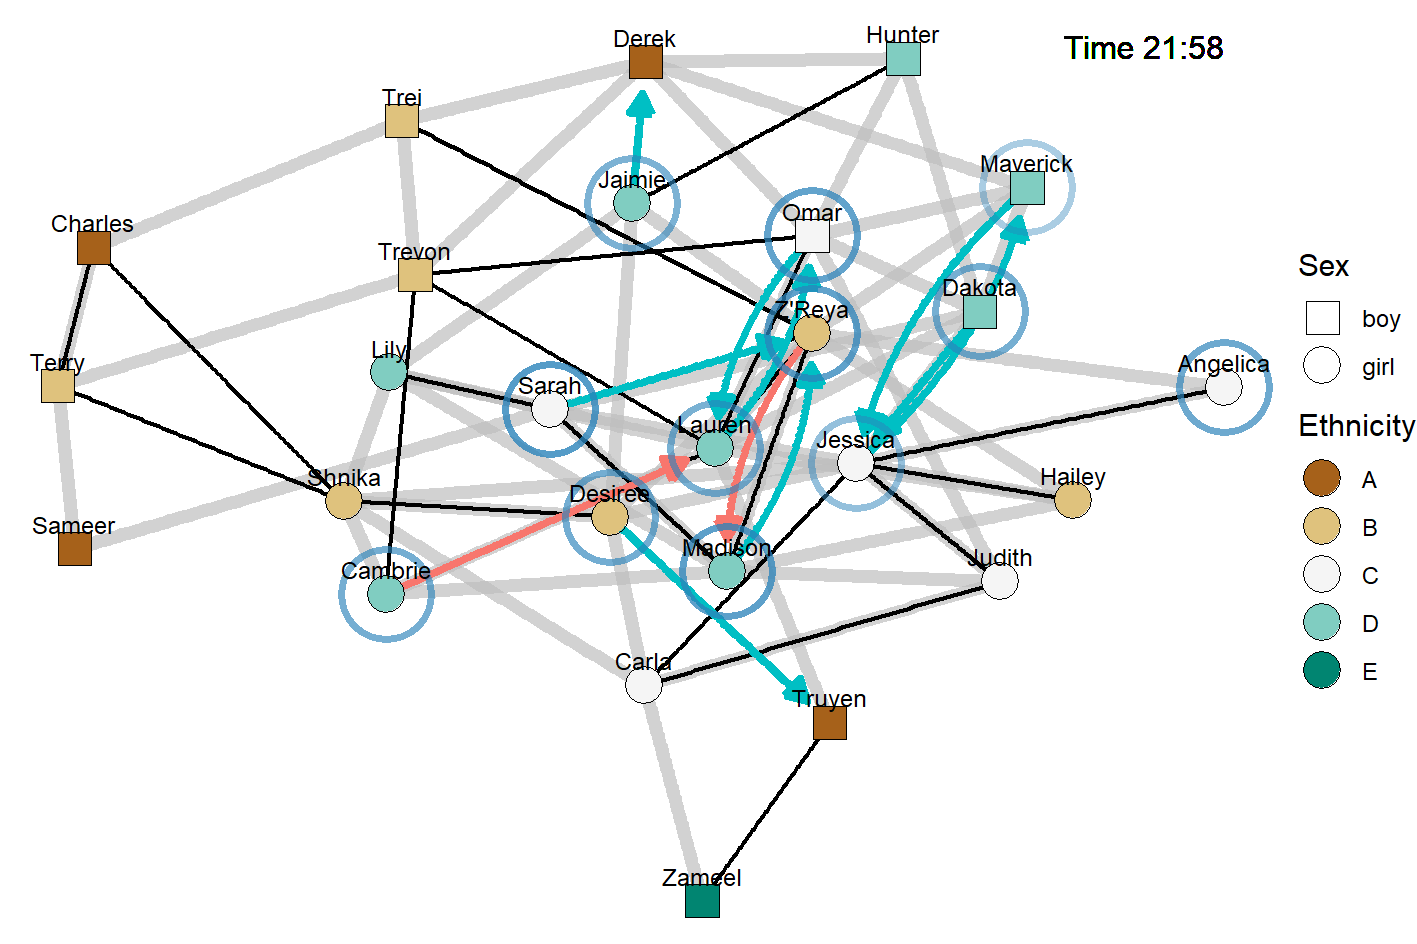 Derek
Hunter
Time 21:58
Trei
Maverick
Jaimie
Omar
Charles
Trevon
Sex
Dakota
Z'Reya
boy
Lily
Terry
Angelica
girl
Sarah
Lauren
Ethnicity
Jessica
Shnika
Hailey
A
Desiree
Sameer
B
Madison
Judith
Cambrie
C
D
Carla
E
Truyen
Zameel